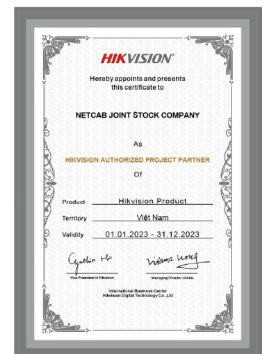 HIKVISION
Hereby appoints and presents
this certificate to
NETCAB JOINT STOCK COMPANY
As
HIKVISION AUTHORIZED PROJECT PARTNER
Of
Product Hikvision Product
Territory Việt Nam
Validity 01.01.2023 - 31.12.2023
Vice President of Hikvision Managing Director of Asia
International Business Center
Hikvision Digital Technology Co., LTD